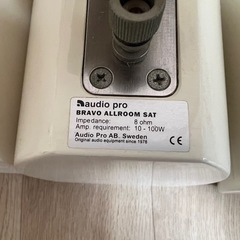 audio pro
BRAVO ALLROOM SAT
Impedance: 8 ohm
Amp. requirement: 10 - 100W
Audio Pro AB. Sweden
Original audio equipment since 1978
CE